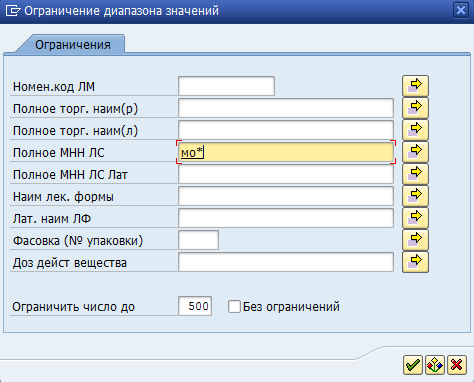 Ограничение диапазона значений
Ограничения
Номен.код ЛМ
Полное торг. наим(р)
Полное торг. наим(л)
Полное МНН ЛС мо*
Полное МНН ЛС Лат
Наим лек. формы
Лат. наим ЛФ
Фасовка (№ упаковки)
Доз дейст вещества
Ограничить число до 500 Без ограничений